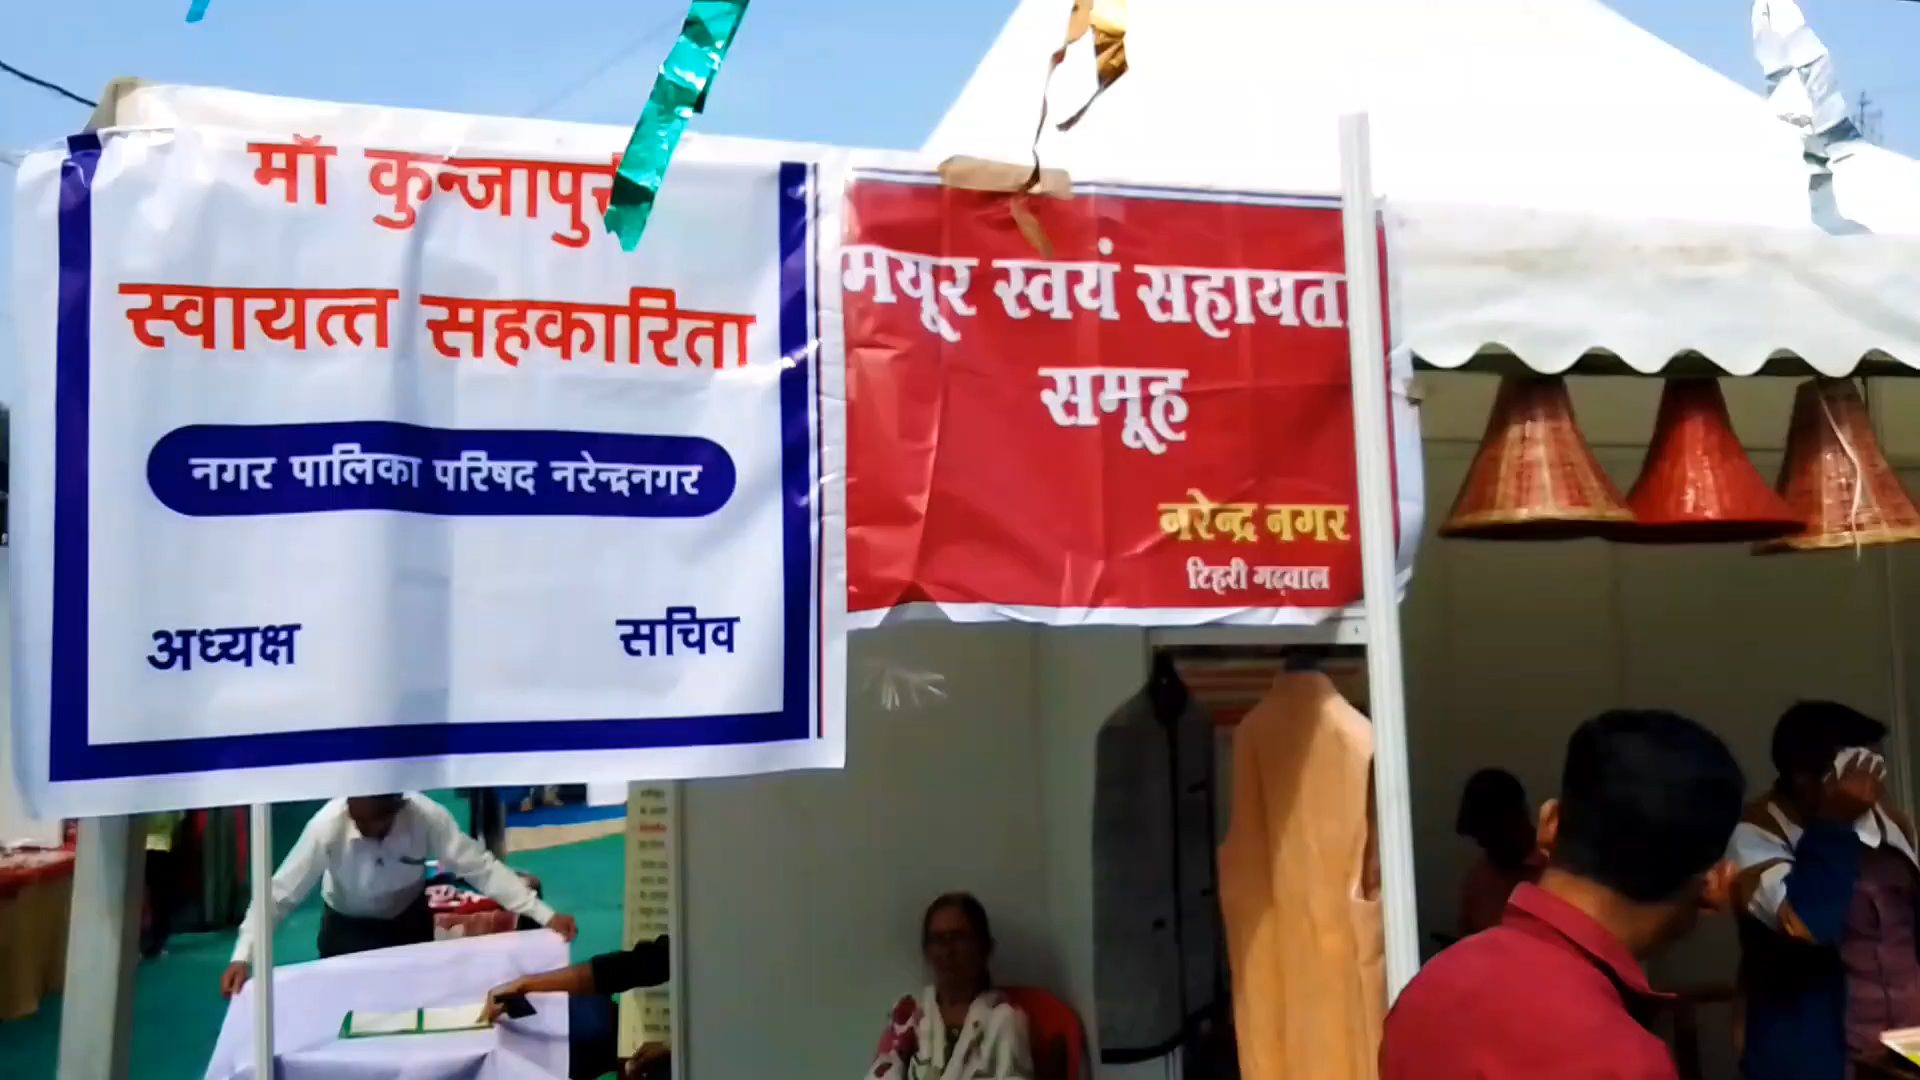 मॉ कुन्जापुरी
स्वायत्त सहकारिता
नगर पालिका परिषद नरेन्द्रनगर
अध्यक्ष सचिव
मयूर स्वयं सहायता
समूह
नरेन्द्र नगर
टिहरी गढ़वाल